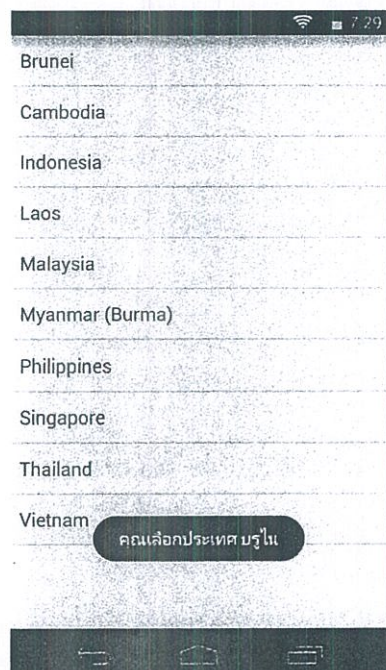 7:29
Brunei
Cambodia
Indonesia
Laos
Malaysia
Myanmar (Burma)
Philippines
Singapore
Thailand
Vietnam
คุณเลือกประเทศ บรูไน